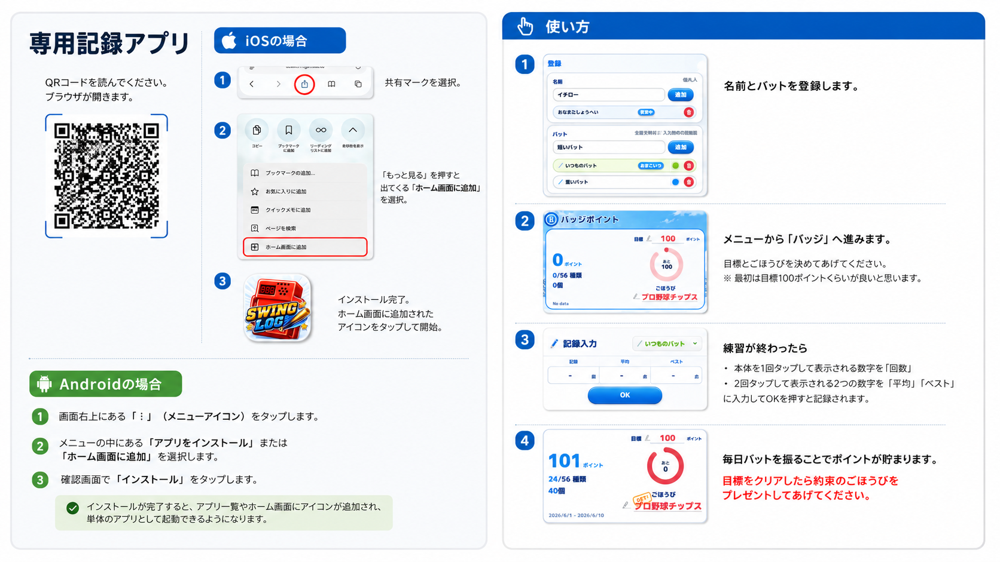 専用記録アプリ
QRコードを読んでください。
ブラウザが開きます。
iOSの場合
1
共有マークを選択。
2
コピー
ブックマーク
に追加
リーディング
リストに追加
ブックマークの追加...
お気に入りに追加
クイックメモに追加
ページを検索
ホーム画面に追加
「もっと見る」を押すと
出てくる「ホーム画面に追加」
を選択。
3
SWING
LOG
インストール完了。
ホーム画面に追加された
アイコンをタップして開始。
Androidの場合
1 画面右上にある「⋮」（メニューアイコン）をタップします。
2 メニューの中にある「アプリをインストール」または
「ホーム画面に追加」を選択します。
3 確認画面で「インストール」をタップします。
インストールが完了すると、アプリ一覧やホーム画面にアイコンが追加され、
単体のアプリとして起動できるようになります。
使い方
1
登録
名前
イチロー
追加
おなまえしょうへい
バット
短いバット
追加
いつものバット
重いバット
名前とバットを登録します。
2
バッジポイント
目標 100 ポイント
0ポイント
0/56 種類
0個
あと
100
ごほうび
プロ野球チップス
No data
メニューから「バッジ」へ進みます。
目標とごほうびを決めてあげてください。
※ 最初は目標100ポイントくらいが良いと思います。
3
記録入力
いつものバット
記録 平均 ベスト
- - -
OK
練習が終わったら
・ 本体を1回タップして表示される数字を「回数」
・ 2回タップして表示される2つの数字を「平均」「ベスト」
に入力してOKを押すと記録されます。
4
目標 100 ポイント
101ポイント
24/56 種類
40個
あと
0
GET!
ごほうび
プロ野球チップス
2026/6/1 - 2026/6/10
毎日バットを振ることでポイントが貯まります。
目標をクリアしたら約束のごほうびを
プレゼントしてあげてください。